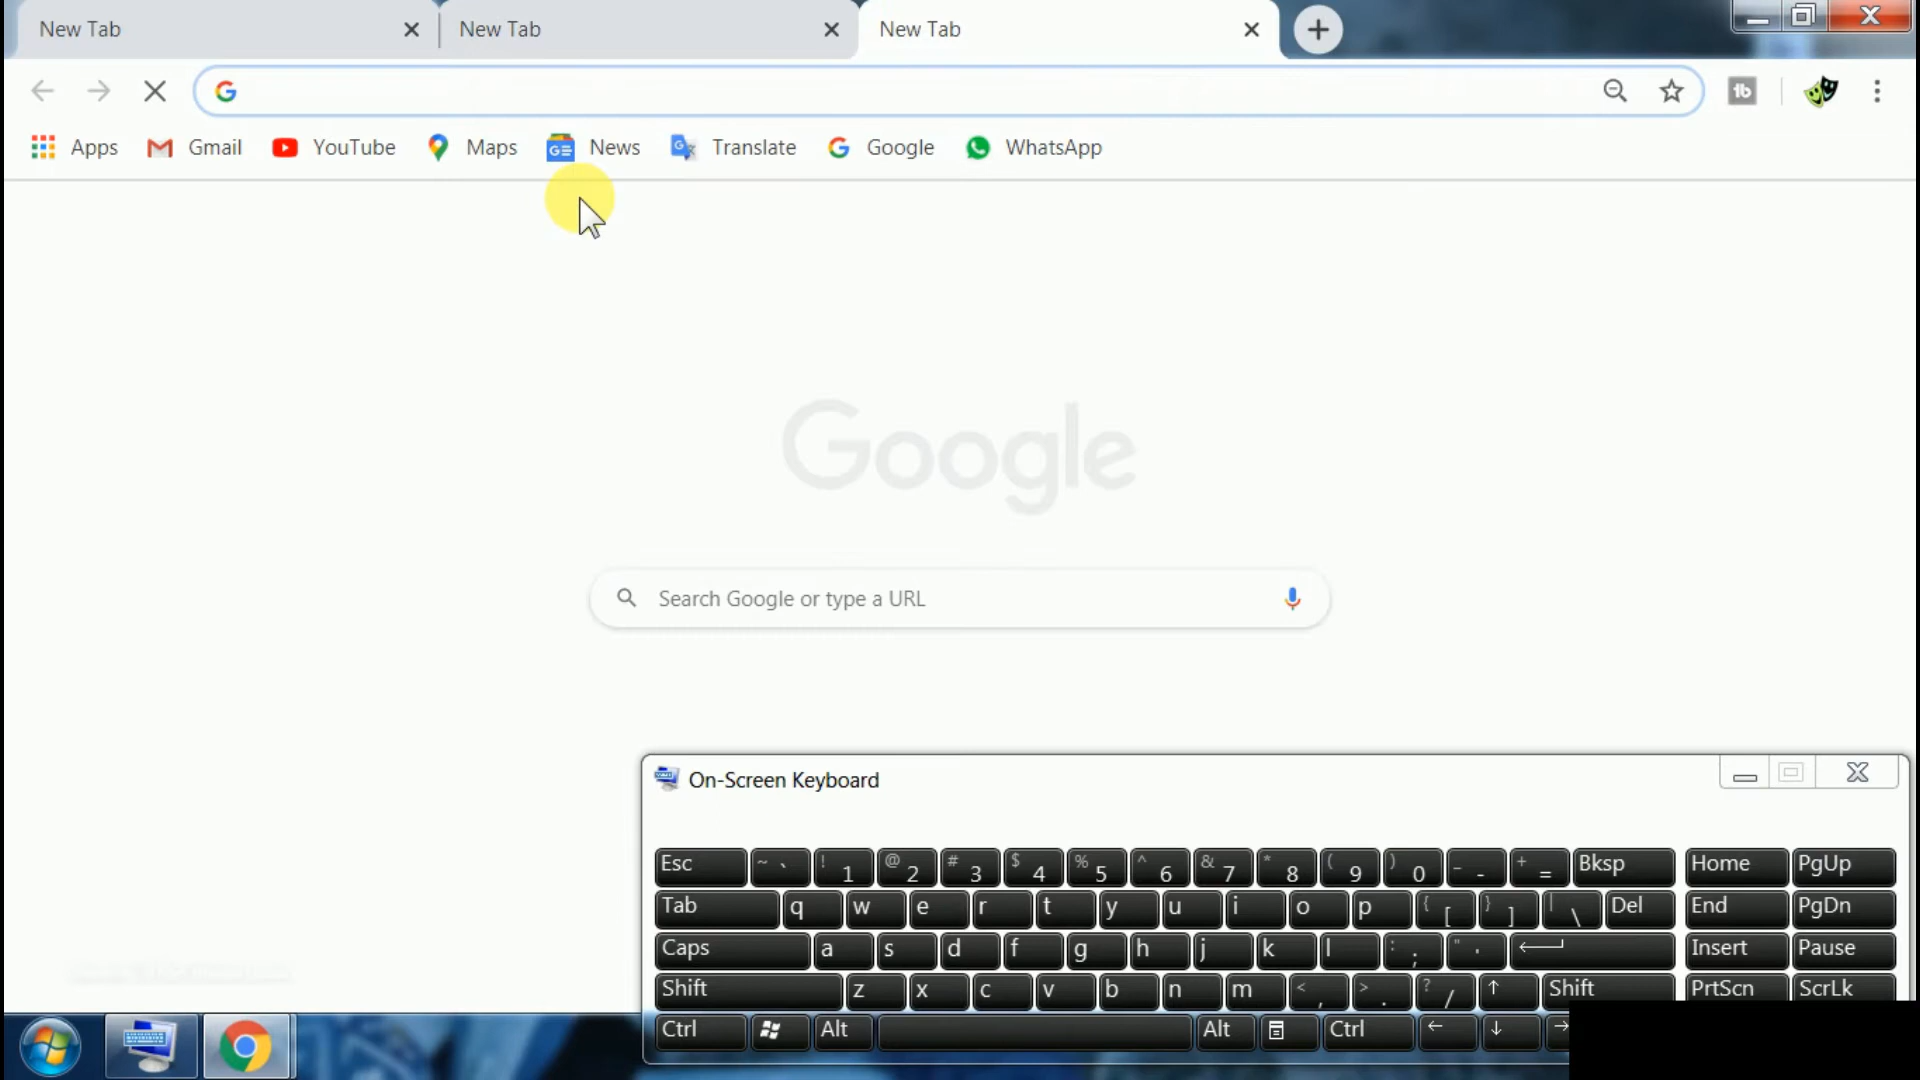 New Tab New Tab New Tab
Apps Gmail YouTube Maps News Translate Google WhatsApp
Google
Search Google or type a URL
On-Screen Keyboard
Esc ~ ` ! 1 @ 2 # 3 $ 4 % 5 ^ 6 & 7 * 8 ( 9 ) 0 _ - + = Bksp Home PgUp
Tab q w e r t y u i o p { [ } ] | \ Del End PgDn
Caps a s d f g h j k l : ; " ' Insert Pause
Shift z x c v b n m < , > . ? / ↑ Shift PrtScn ScrLk
Ctrl Alt Alt Ctrl ← ↓ →